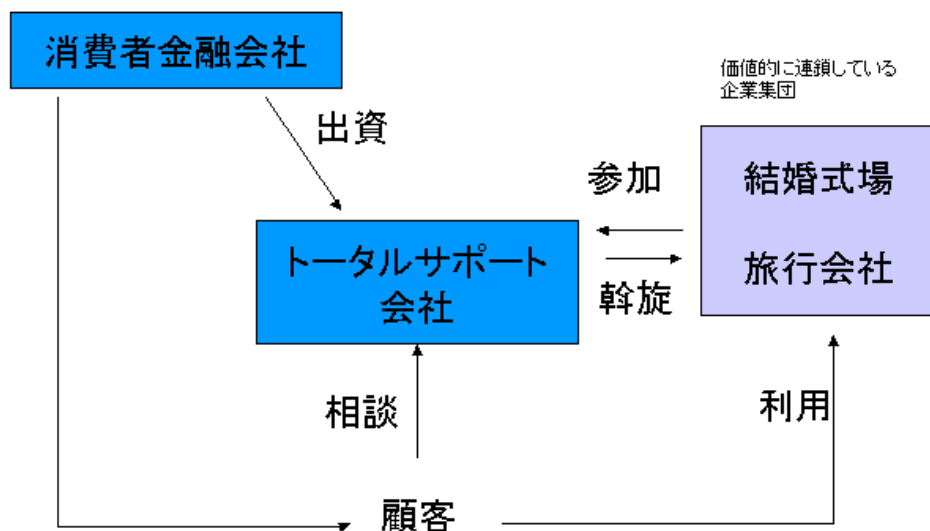 消費者金融会社
価値的に連鎖している
企業集団
出資
参加
結婚式場
トータルサポート
会社
旅行会社
斡旋
相談
利用
顧客